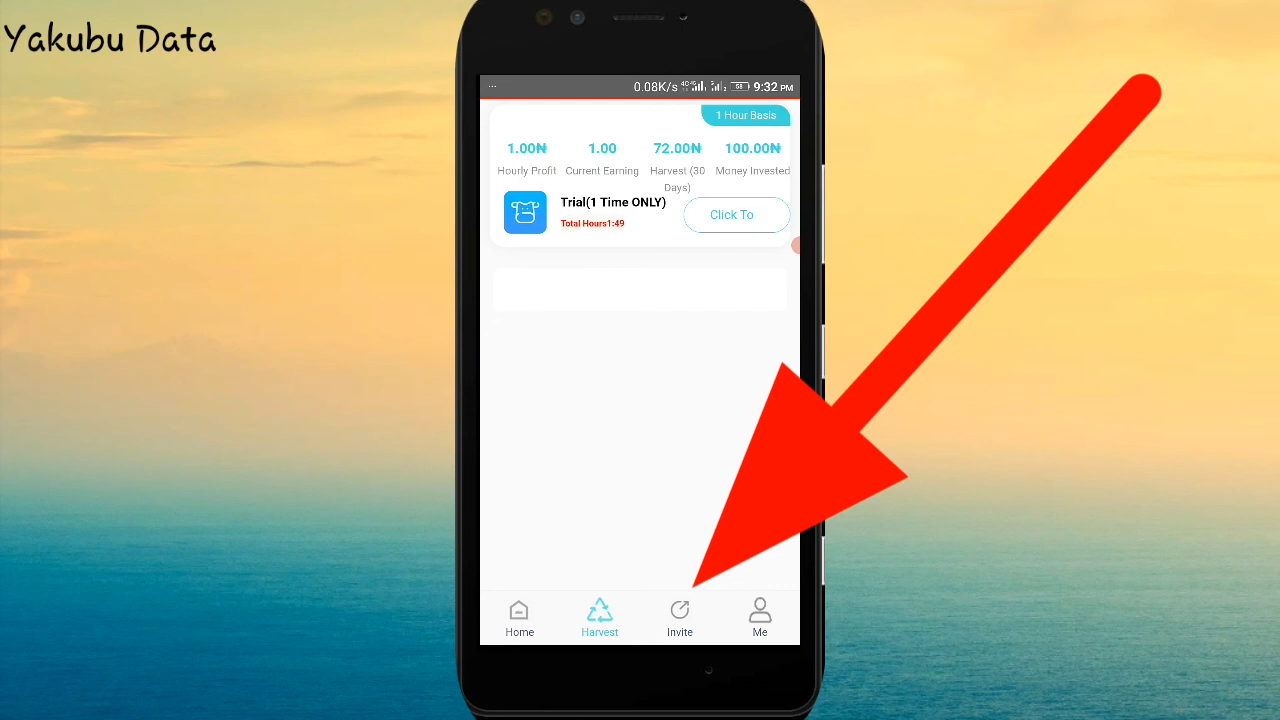 Yakubu Data
... 0.08K/s 58 9:32 PM
1 Hour Basis
1.00₦ 1.00 72.00₦ 100.00₦
Hourly Profit Current Earning Harvest (30 Days) Money Invested
Trial(1 Time ONLY)
Total Hours1:49
Click To
Home Harvest Invite Me